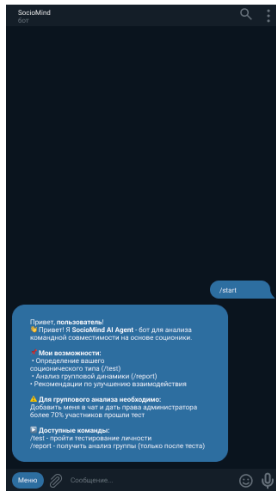 SocioMind
бот
/start
Привет, пользователь!
👋 Привет! Я SocioMind AI Agent - бот для анализа
командной совместимости на основе соционики.
📌 Мои возможности:
• Определение вашего
соционического типа (/test)
• Анализ групповой динамики (/report)
• Рекомендации по улучшению взаимодействия
⚠️ Для группового анализа необходимо:
Добавить меня в чат и дать права администратора
более 70% участников прошли тест
▶️ Доступные команды:
/test - пройти тестирование личности
/report - получить анализ группы (только после теста)
Меню
Сообщение...